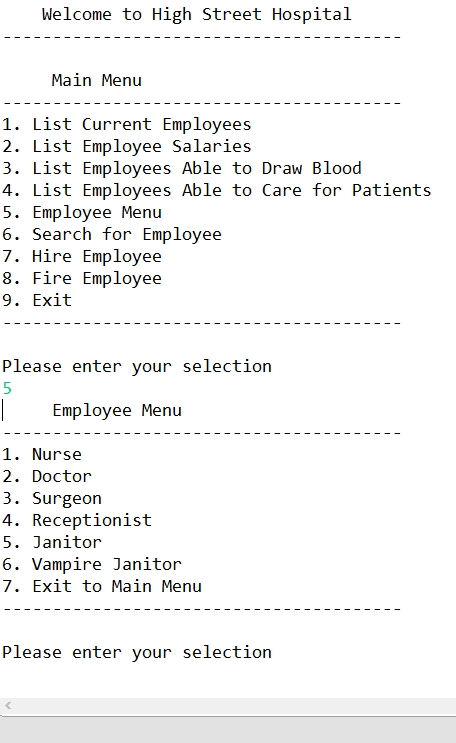 Welcome to High Street Hospital
----------------------------------------
Main Menu
----------------------------------------
1. List Current Employees
2. List Employee Salaries
3. List Employees Able to Draw Blood
4. List Employees Able to Care for Patients
5. Employee Menu
6. Search for Employee
7. Hire Employee
8. Fire Employee
9. Exit
----------------------------------------
Please enter your selection
5
Employee Menu
----------------------------------------
1. Nurse
2. Doctor
3. Surgeon
4. Receptionist
5. Janitor
6. Vampire Janitor
7. Exit to Main Menu
----------------------------------------
Please enter your selection